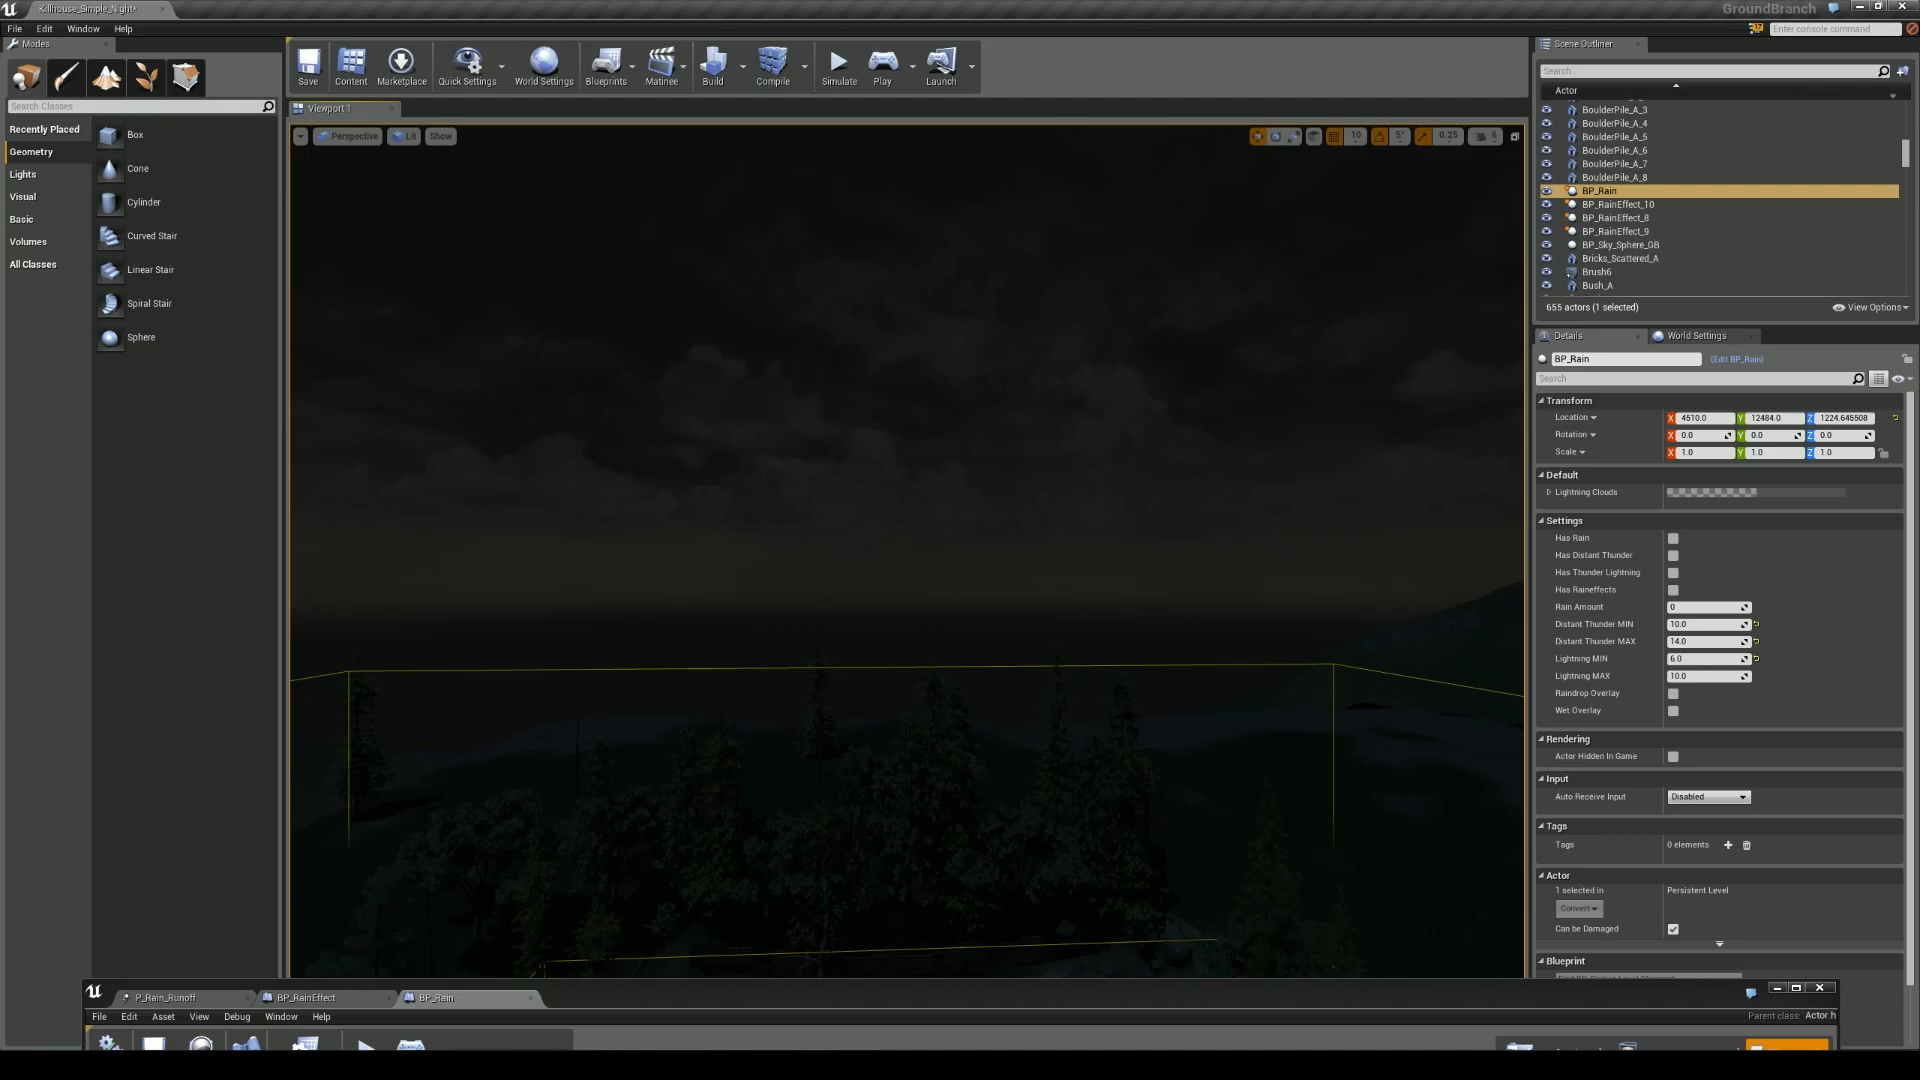 Killhouse_Simple_Night*
GroundBranch
File Edit Window Help
Enter console command
Modes
Save Content Marketplace Quick Settings World Settings Blueprints Matinee Build Compile Simulate Play Launch
Search Classes
Recently Placed
Geometry
Lights
Visual
Basic
Volumes
All Classes
Box
Cone
Cylinder
Curved Stair
Linear Stair
Spiral Stair
Sphere
Viewport 1
Perspective Lit Show
10 5° 0.25 6
Scene Outliner
Search..
Actor
BoulderPile_A_3
BoulderPile_A_4
BoulderPile_A_5
BoulderPile_A_6
BoulderPile_A_7
BoulderPile_A_8
BP_Rain
BP_RainEffect_10
BP_RainEffect_8
BP_RainEffect_9
BP_Sky_Sphere_GB
Bricks_Scattered_A
Brush6
Bush_A
655 actors (1 selected)
View Options
Details World Settings
BP_Rain (Edit BP_Rain)
Search
Transform
Location X 4510.0 Y 12484.0 Z 1224.645508
Rotation X 0.0 Y 0.0 Z 0.0
Scale X 1.0 Y 1.0 Z 1.0
Default
Lightning Clouds
Settings
Has Rain
Has Distant Thunder
Has Thunder Lightning
Has Raineffects
Rain Amount 0
Distant Thunder MIN 10.0
Distant Thunder MAX 14.0
Lightning MIN 6.0
Lightning MAX 10.0
Raindrop Overlay
Wet Overlay
Rendering
Actor Hidden In Game
Input
Auto Receive Input Disabled
Tags
Tags 0 elements
Actor
1 selected in Persistent Level
Convert
Can be Damaged
Blueprint
P_Rain_Runoff BP_RainEffect BP_Rain
File Edit Asset View Debug Window Help
Parent class: Actor.h